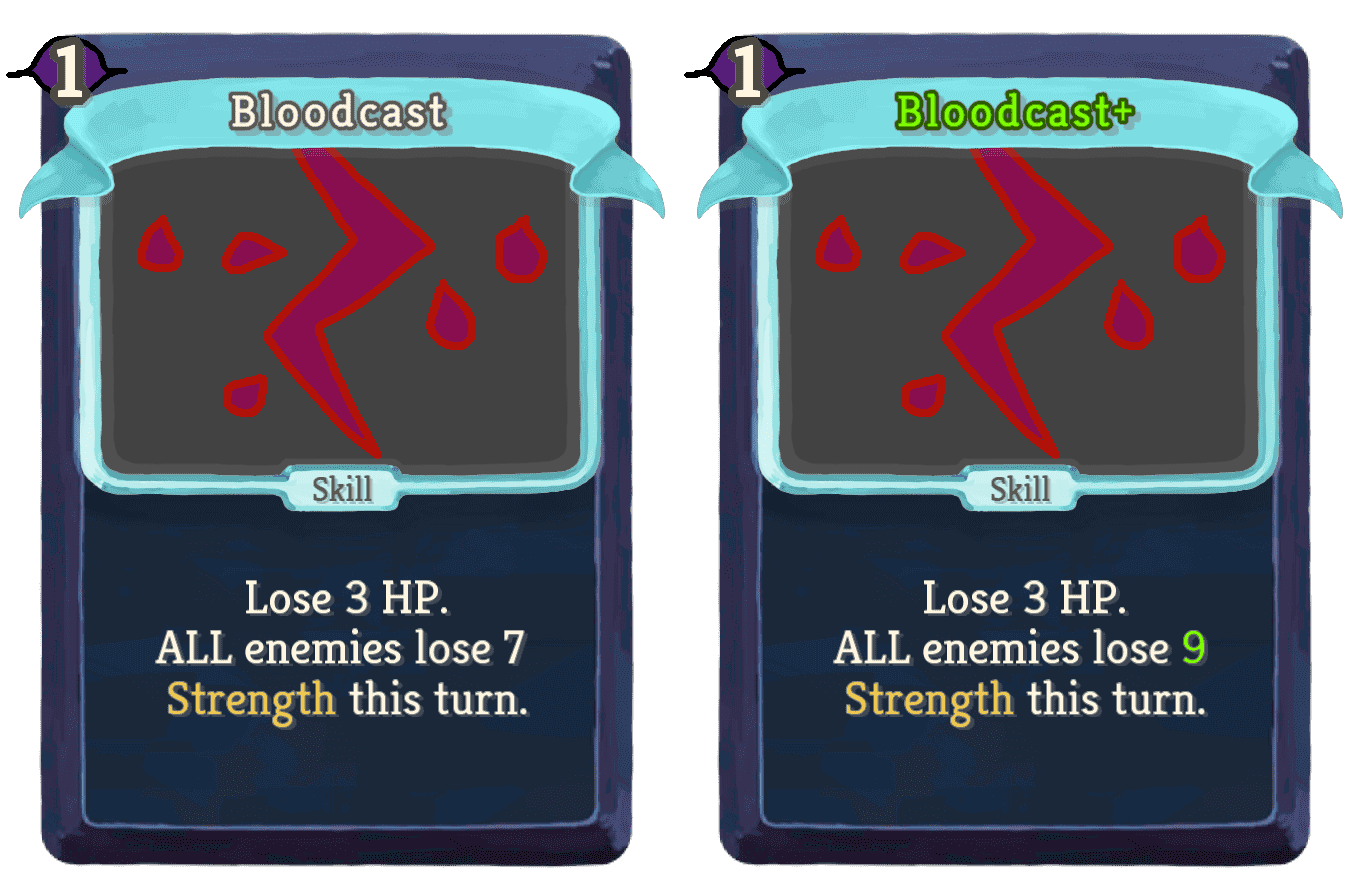 1
Bloodcast
Skill
Lose 3 HP.
ALL enemies lose 7
Strength this turn.
1
Bloodcast+
Skill
Lose 3 HP.
ALL enemies lose 9
Strength this turn.